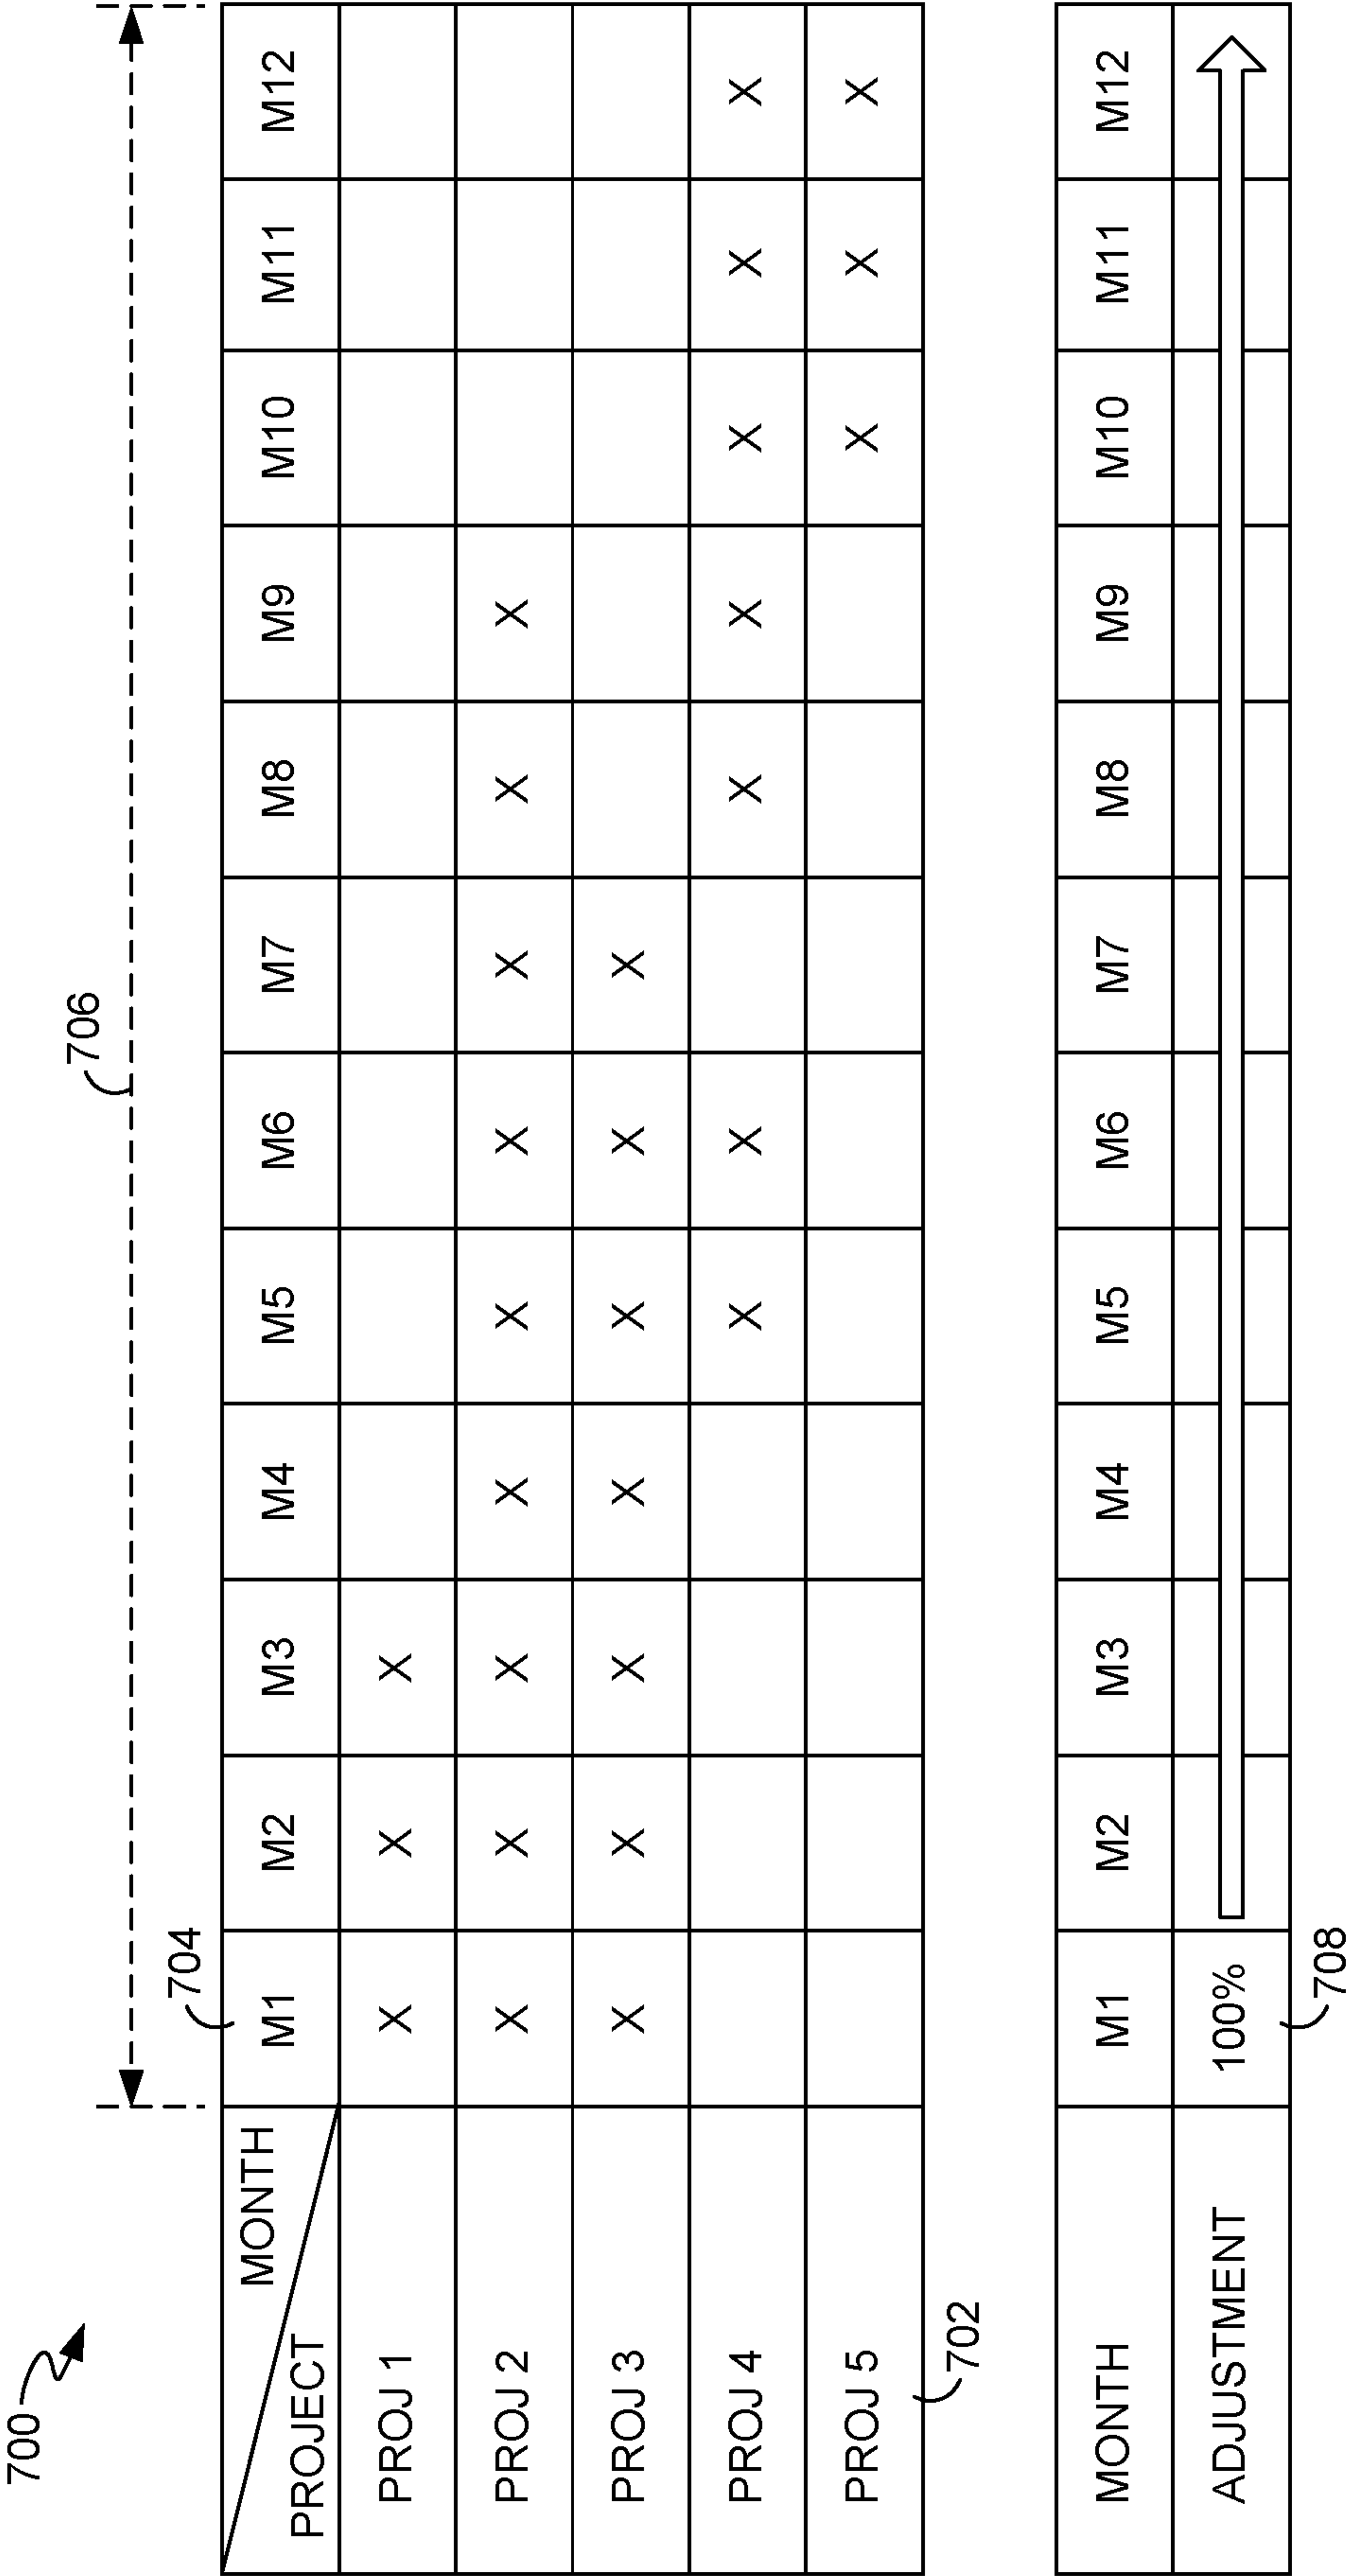 700
706
704
MONTH
PROJECT M1 M2 M3 M4 M5 M6 M7 M8 M9 M10 M11 M12
PROJ 1 X X X
PROJ 2 X X X X X X X X X
PROJ 3 X X X X X X X
PROJ 4 X X X X X X X
PROJ 5 X X X
702
MONTH M1 M2 M3 M4 M5 M6 M7 M8 M9 M10 M11 M12
ADJUSTMENT 100%
708